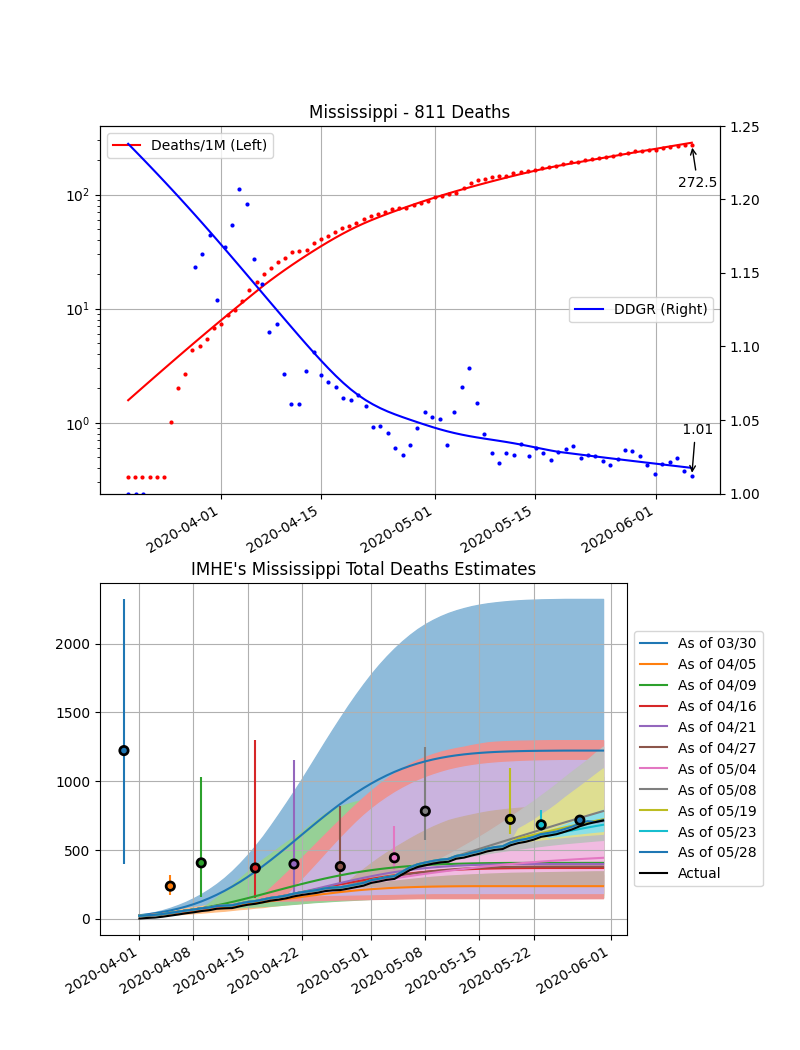 Mississippi - 811 Deaths
Deaths/1M (Left)
DDGR (Right)
272.5
1.01
10²
10¹
10⁰
1.25
1.20
1.15
1.10
1.05
1.00
2020-04-01
2020-04-15
2020-05-01
2020-05-15
2020-06-01
IMHE's Mississippi Total Deaths Estimates
2000
1500
1000
500
0
2020-04-01
2020-04-08
2020-04-15
2020-04-22
2020-05-01
2020-05-08
2020-05-15
2020-05-22
2020-06-01
As of 03/30
As of 04/05
As of 04/09
As of 04/16
As of 04/21
As of 04/27
As of 05/04
As of 05/08
As of 05/19
As of 05/23
As of 05/28
Actual